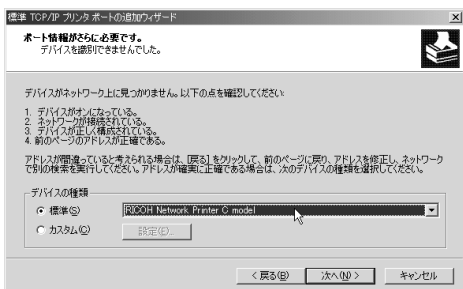 標準 TCP/IP プリンタ ポートの追加ウィザード
ポート情報がさらに必要です。
デバイスを識別できませんでした。
デバイスがネットワーク上に見つかりません。以下の点を確認してください:
1. デバイスがオンになっている。
2. ネットワークが接続されている。
3. デバイスが正しく構成されている。
4. 前のページのアドレスが正確である。
アドレスが間違っていると考えられる場合は、[戻る] をクリックして、前のページに戻り、アドレスを修正し、ネットワーク
で別の検索を実行してください。アドレスが確実に正確である場合は、次のデバイスの種類を選択してください。
デバイスの種類
標準(S) RICOH Network Printer C model
カスタム(C) 設定(E)...
< 戻る(B) 次へ(N) > キャンセル